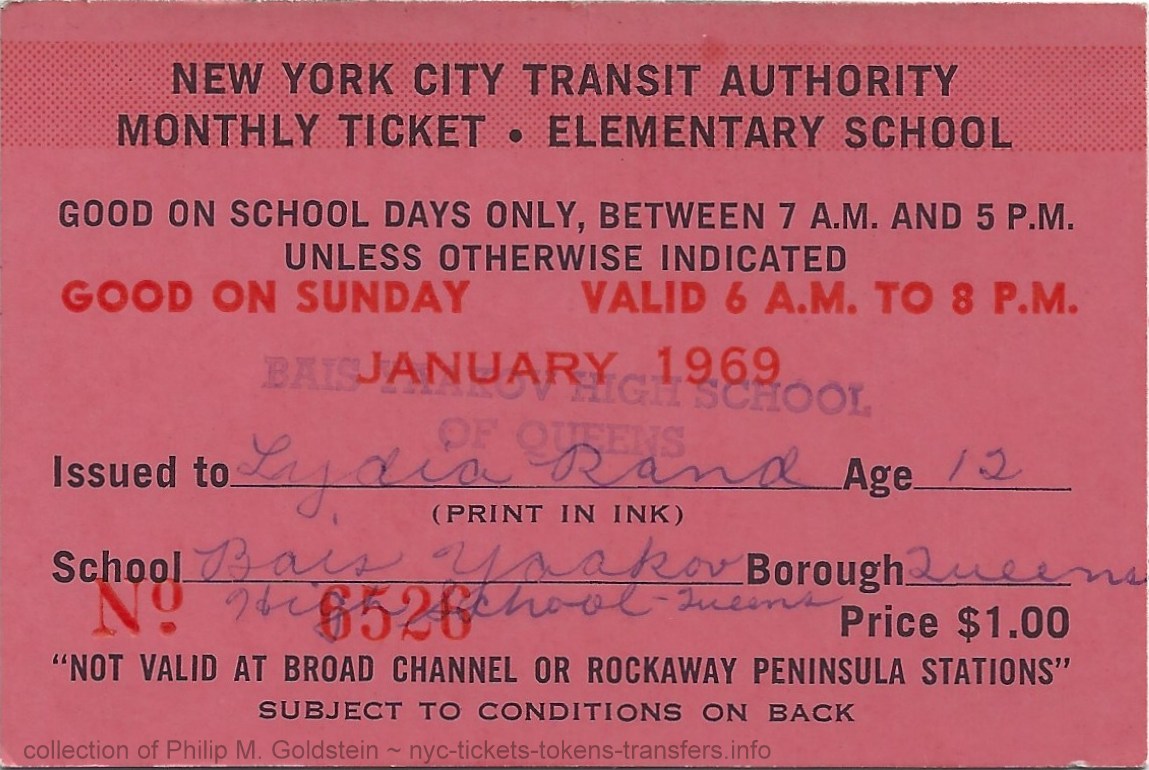 NEW YORK CITY TRANSIT AUTHORITY
MONTHLY TICKET • ELEMENTARY SCHOOL
GOOD ON SCHOOL DAYS ONLY, BETWEEN 7 A.M. AND 5 P.M.
UNLESS OTHERWISE INDICATED
GOOD ON SUNDAY VALID 6 A.M. TO 8 P.M.
JANUARY 1969
BAIS YAAKOV HIGH SCHOOL
OF QUEENS
Issued to Lydia Rand Age 12
(PRINT IN INK)
School Bais Yaakov Borough Queens
High School - Queens
No 6526
Price $1.00
"NOT VALID AT BROAD CHANNEL OR ROCKAWAY PENINSULA STATIONS"
SUBJECT TO CONDITIONS ON BACK
collection of Philip M. Goldstein ~ nyc-tickets-tokens-transfers.info